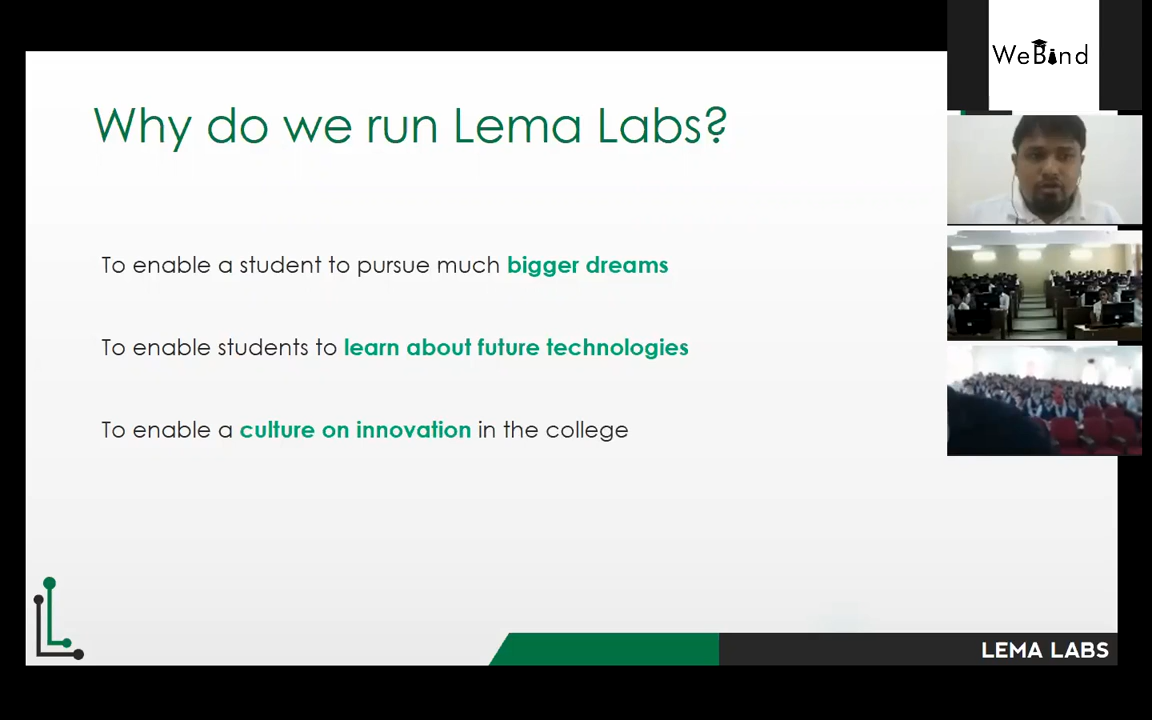 WeBind
Why do we run Lema Labs?
To enable a student to pursue much bigger dreams
To enable students to learn about future technologies
To enable a culture on innovation in the college
LEMA LABS